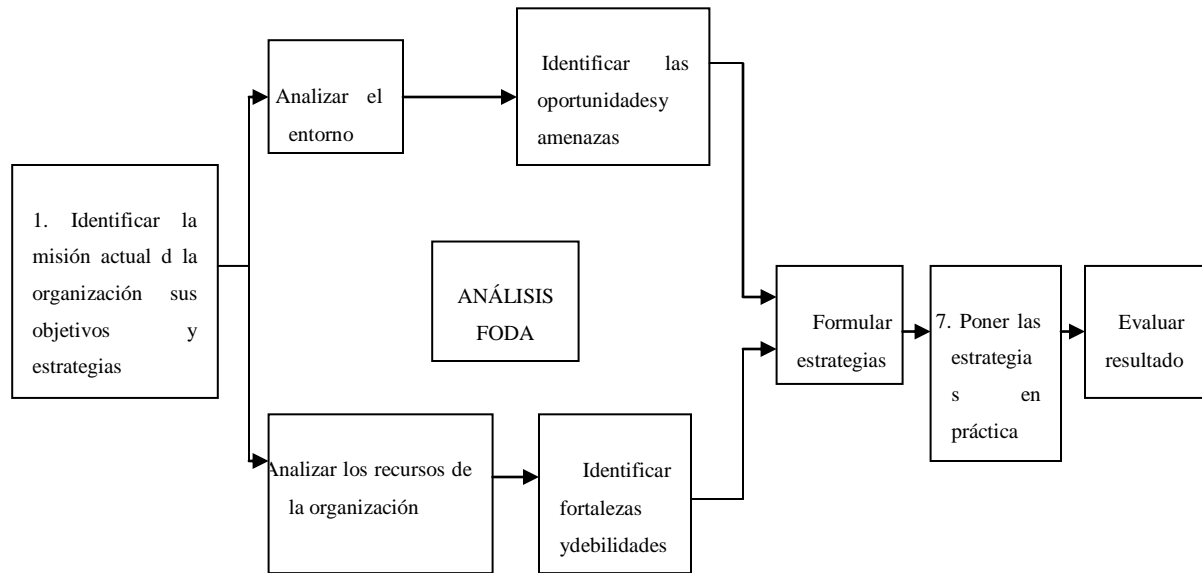 1. Identificar la
misión actual d la
organización sus
objetivos y
estrategias
Analizar el
entorno
Identificar las
oportunidadesy
amenazas
ANÁLISIS
FODA
Analizar los recursos de
la organización
Identificar
fortalezas
ydebilidades
Formular
estrategias
7. Poner las
estrategia
s en
práctica
Evaluar
resultado